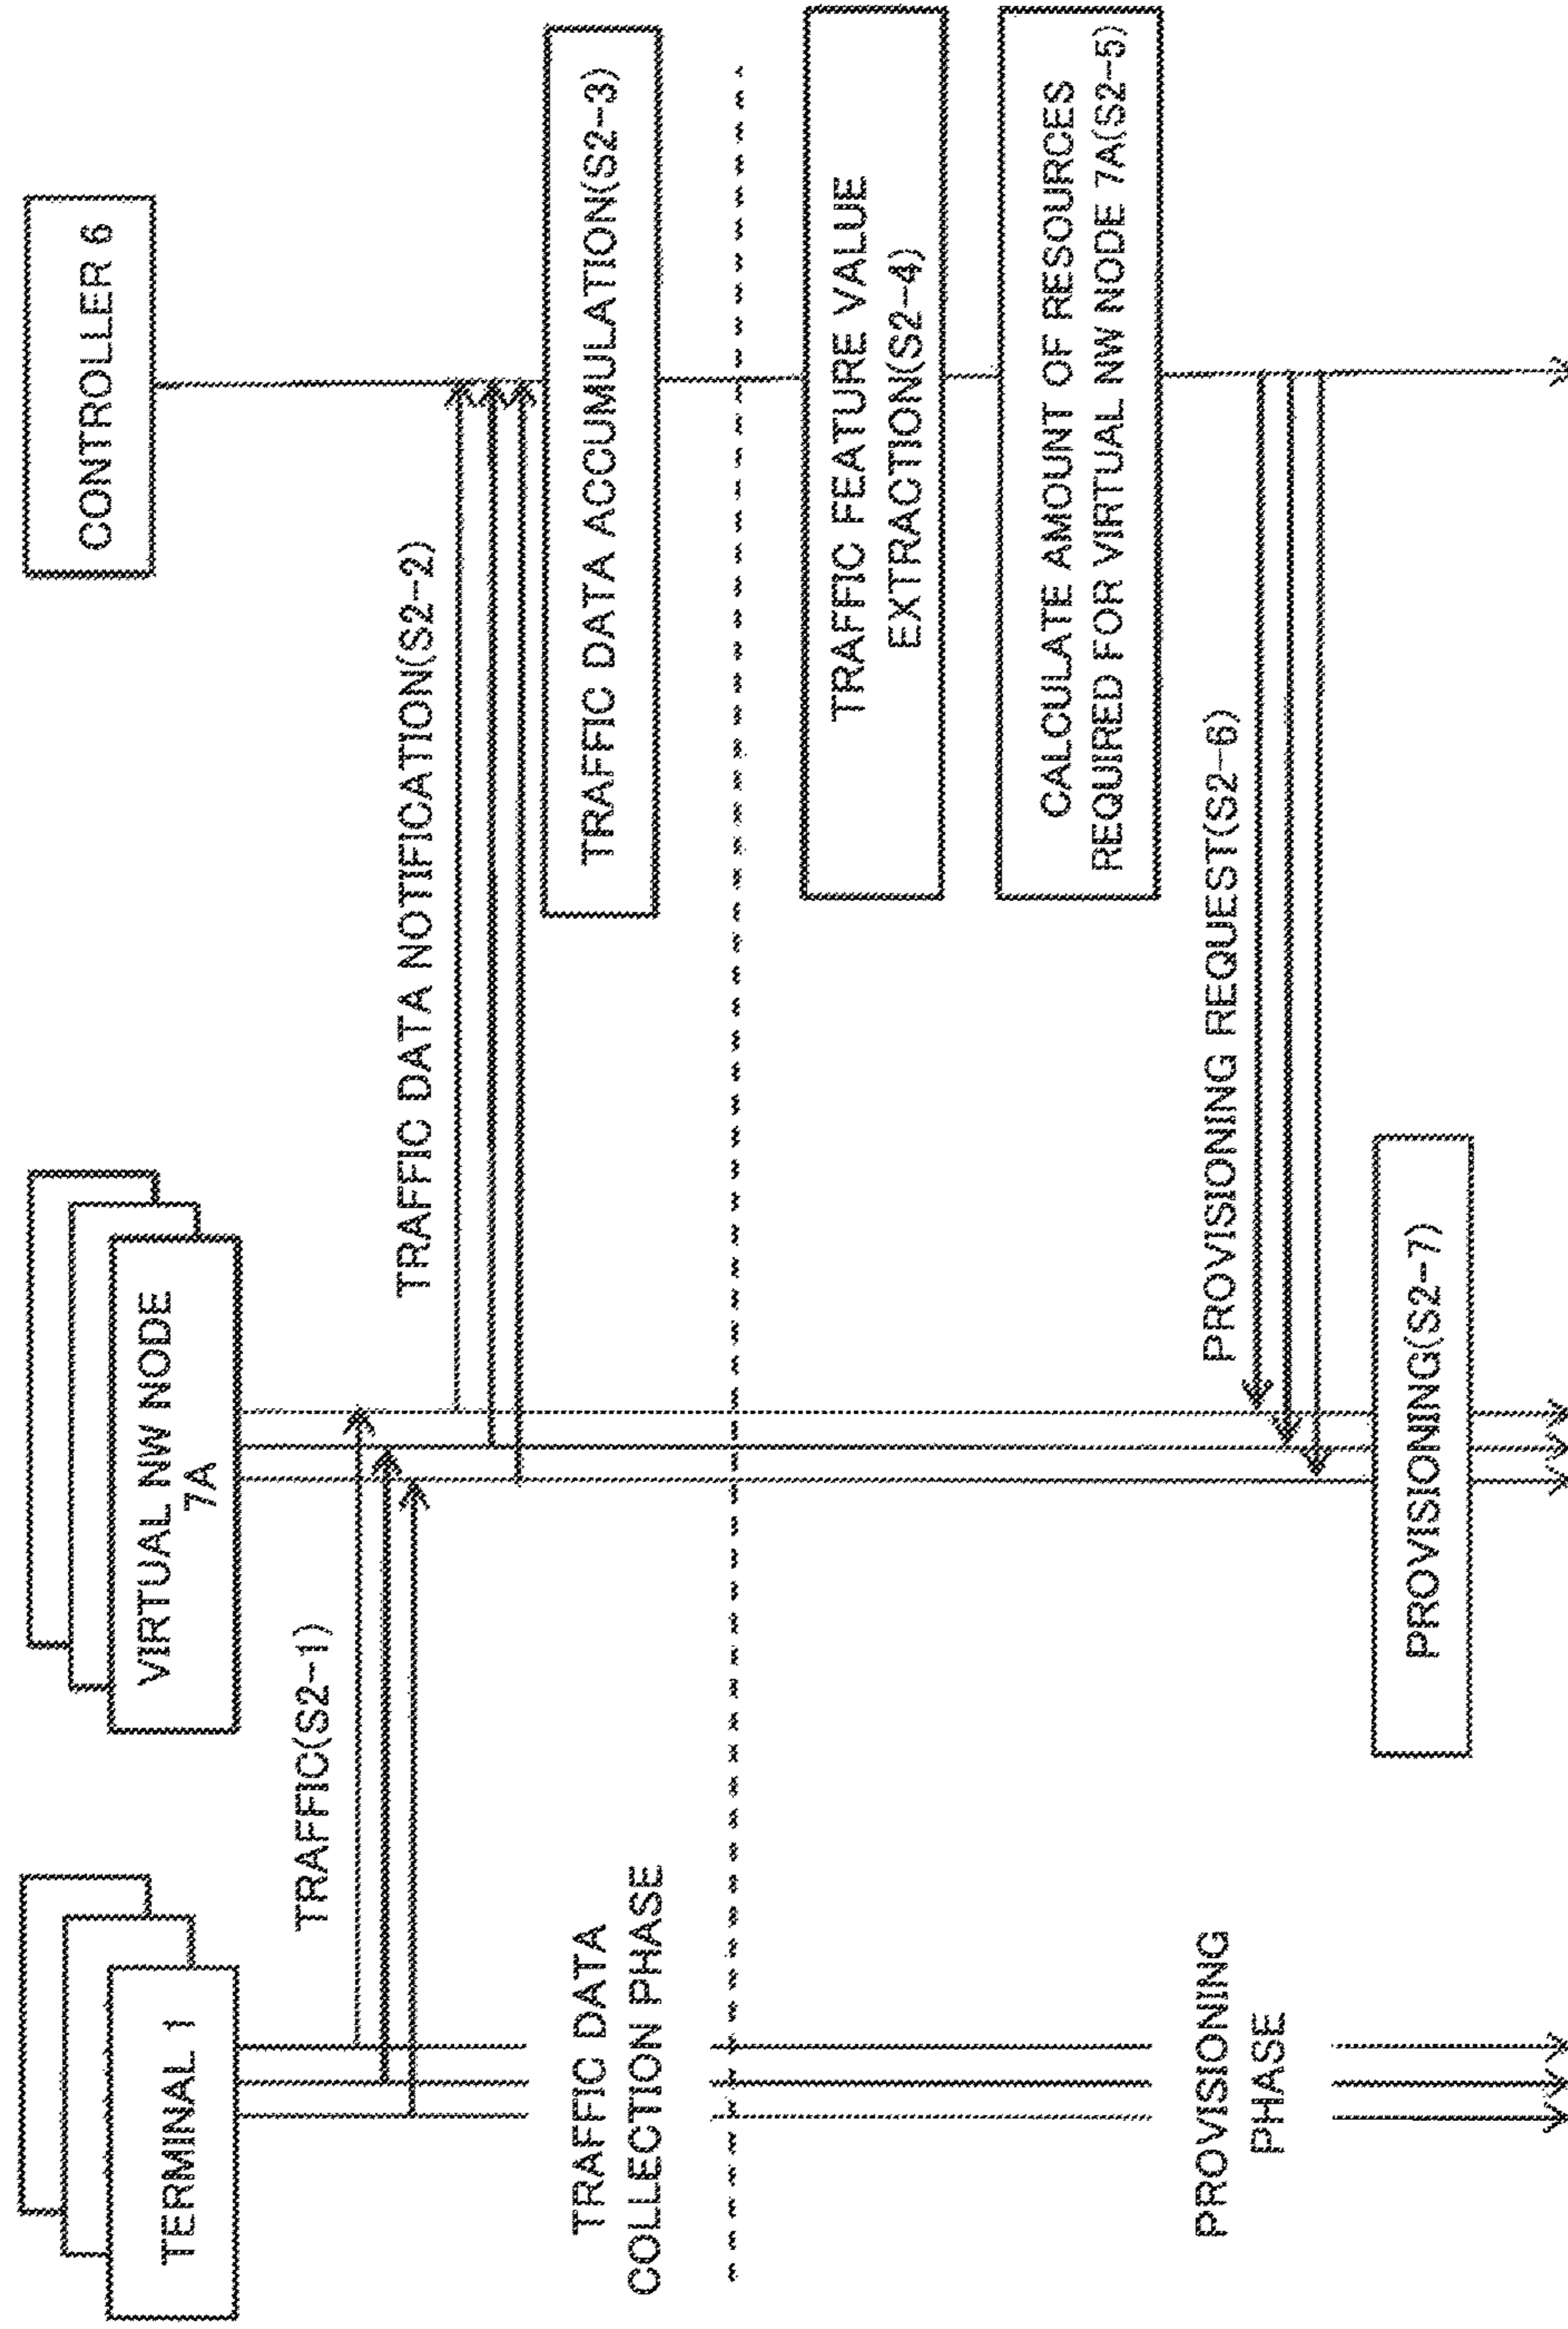 TERMINAL 1
VIRTUAL NW NODE
7A
CONTROLLER 6
TRAFFIC(S2-1)
TRAFFIC DATA NOTIFICATION(S2-2)
TRAFFIC DATA ACCUMULATION(S2-3)
TRAFFIC DATA
COLLECTION PHASE
TRAFFIC FEATURE VALUE
EXTRACTION(S2-4)
CALCULATE AMOUNT OF RESOURCES
REQUIRED FOR VIRTUAL NW NODE 7A(S2-5)
PROVISIONING
PHASE
PROVISIONING REQUEST(S2-6)
PROVISIONING(S2-7)